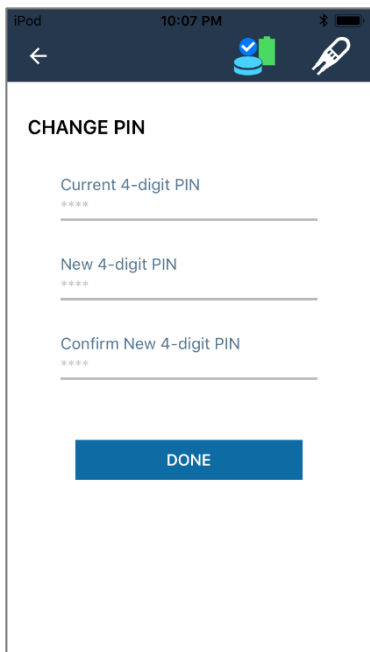 iPod 10:07 PM
CHANGE PIN
Current 4-digit PIN
****
New 4-digit PIN
****
Confirm New 4-digit PIN
****
DONE